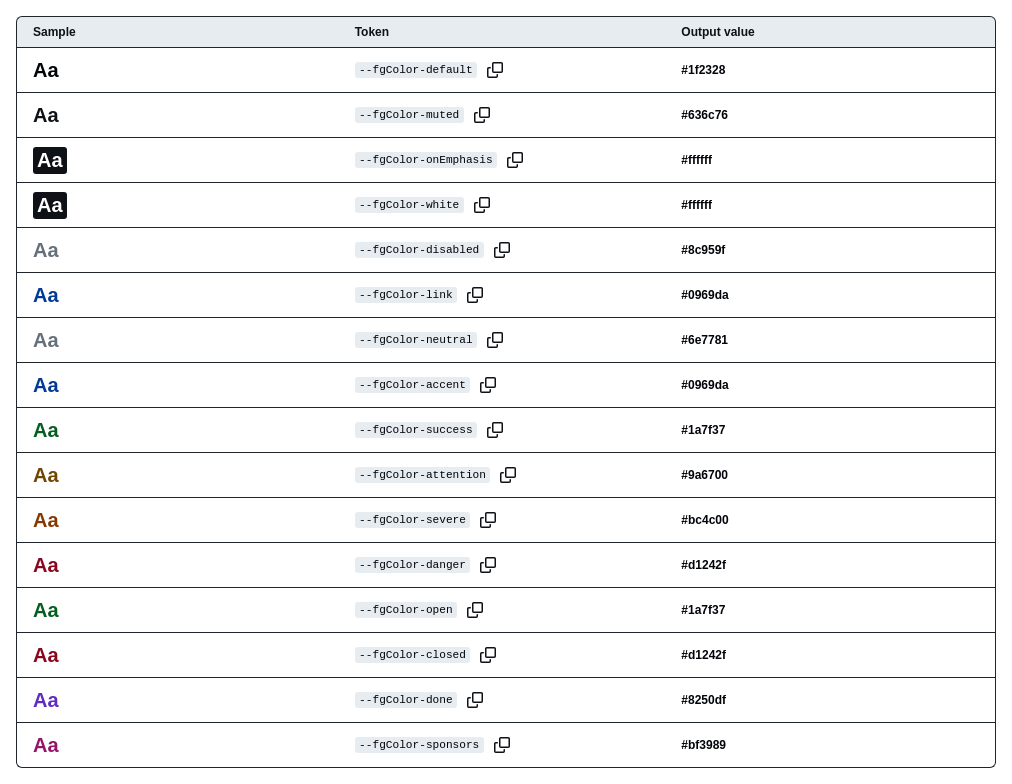 Sample Token Output value
Aa --fgColor-default #1f2328
Aa --fgColor-muted #636c76
Aa --fgColor-onEmphasis #ffffff
Aa --fgColor-white #ffffff
Aa --fgColor-disabled #8c959f
Aa --fgColor-link #0969da
Aa --fgColor-neutral #6e7781
Aa --fgColor-accent #0969da
Aa --fgColor-success #1a7f37
Aa --fgColor-attention #9a6700
Aa --fgColor-severe #bc4c00
Aa --fgColor-danger #d1242f
Aa --fgColor-open #1a7f37
Aa --fgColor-closed #d1242f
Aa --fgColor-done #8250df
Aa --fgColor-sponsors #bf3989